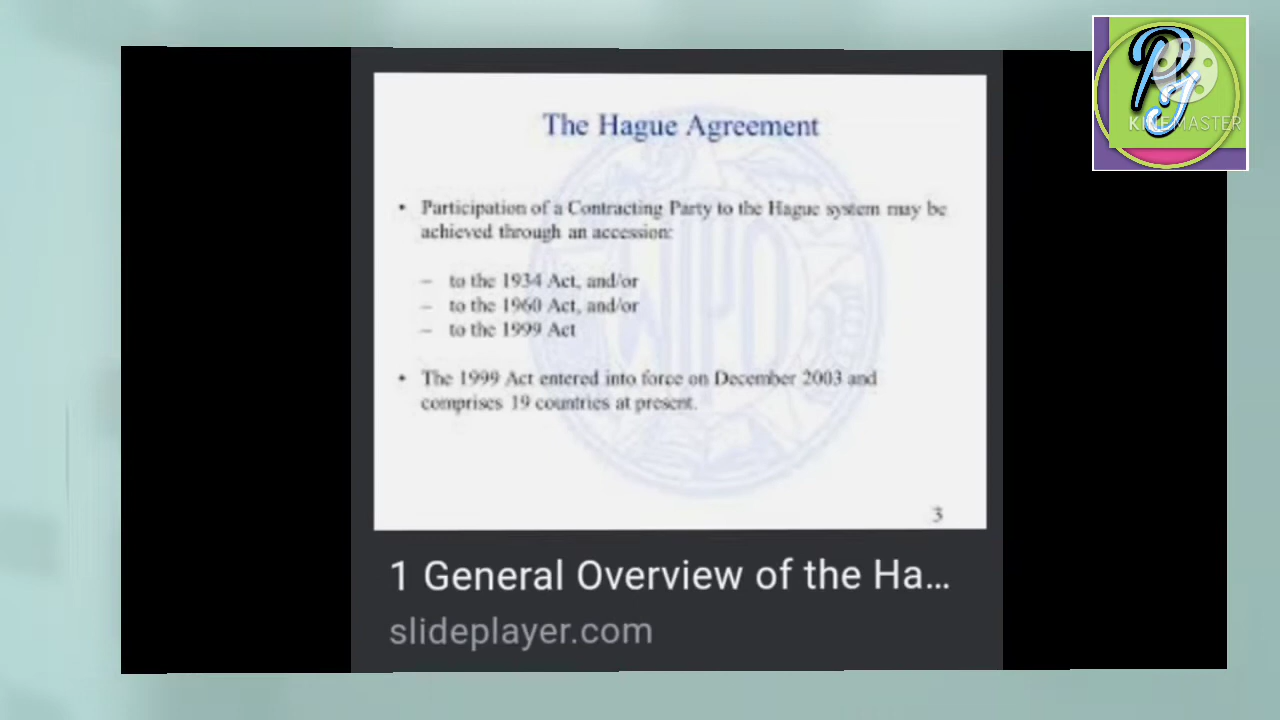 The Hague Agreement
• Participation of a Contracting Party to the Hague system may be
achieved through an accession:
– to the 1934 Act, and/or
– to the 1960 Act, and/or
– to the 1999 Act
• The 1999 Act entered into force on December 2003 and
comprises 19 countries at present.
WIPO
3
1 General Overview of the Ha...
slideplayer.com
PJ
KINEMASTER